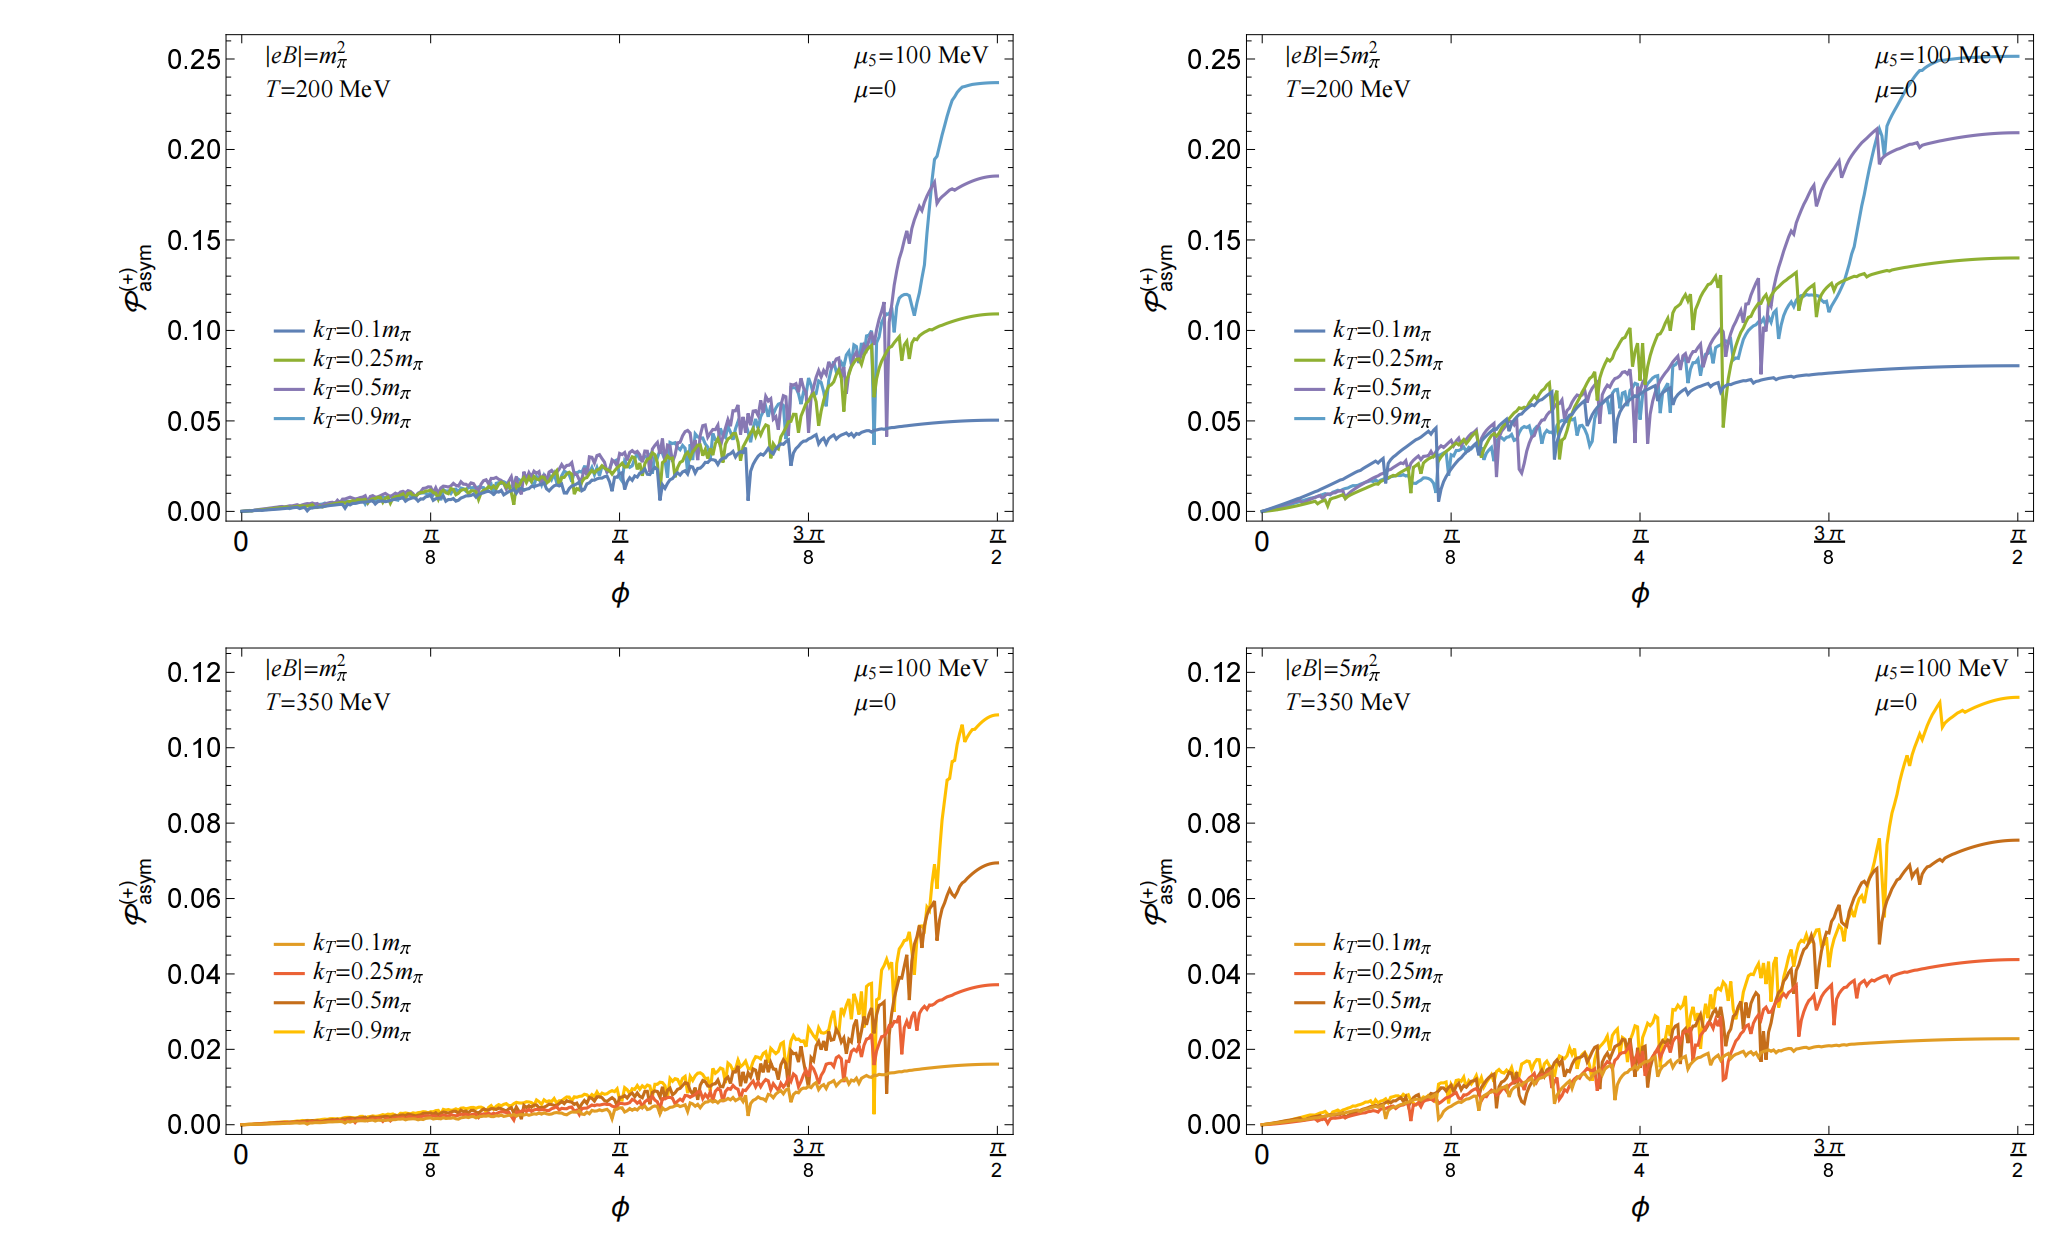 |eB|=m_π^2
T=200 MeV
μ_5=100 MeV
μ=0
0.25
0.20
0.15
0.10
0.05
0.00
𝒫_asym^(+)
k_T=0.1m_π
k_T=0.25m_π
k_T=0.5m_π
k_T=0.9m_π
0 π/8 π/4 3π/8 π/2
ϕ
|eB|=5m_π^2
T=200 MeV
μ_5=100 MeV
μ=0
0.25
0.20
0.15
0.10
0.05
0.00
𝒫_asym^(+)
k_T=0.1m_π
k_T=0.25m_π
k_T=0.5m_π
k_T=0.9m_π
0 π/8 π/4 3π/8 π/2
ϕ
|eB|=m_π^2
T=350 MeV
μ_5=100 MeV
μ=0
0.12
0.10
0.08
0.06
0.04
0.02
0.00
𝒫_asym^(+)
k_T=0.1m_π
k_T=0.25m_π
k_T=0.5m_π
k_T=0.9m_π
0 π/8 π/4 3π/8 π/2
ϕ
|eB|=5m_π^2
T=350 MeV
μ_5=100 MeV
μ=0
0.12
0.10
0.08
0.06
0.04
0.02
0.00
𝒫_asym^(+)
k_T=0.1m_π
k_T=0.25m_π
k_T=0.5m_π
k_T=0.9m_π
0 π/8 π/4 3π/8 π/2
ϕ